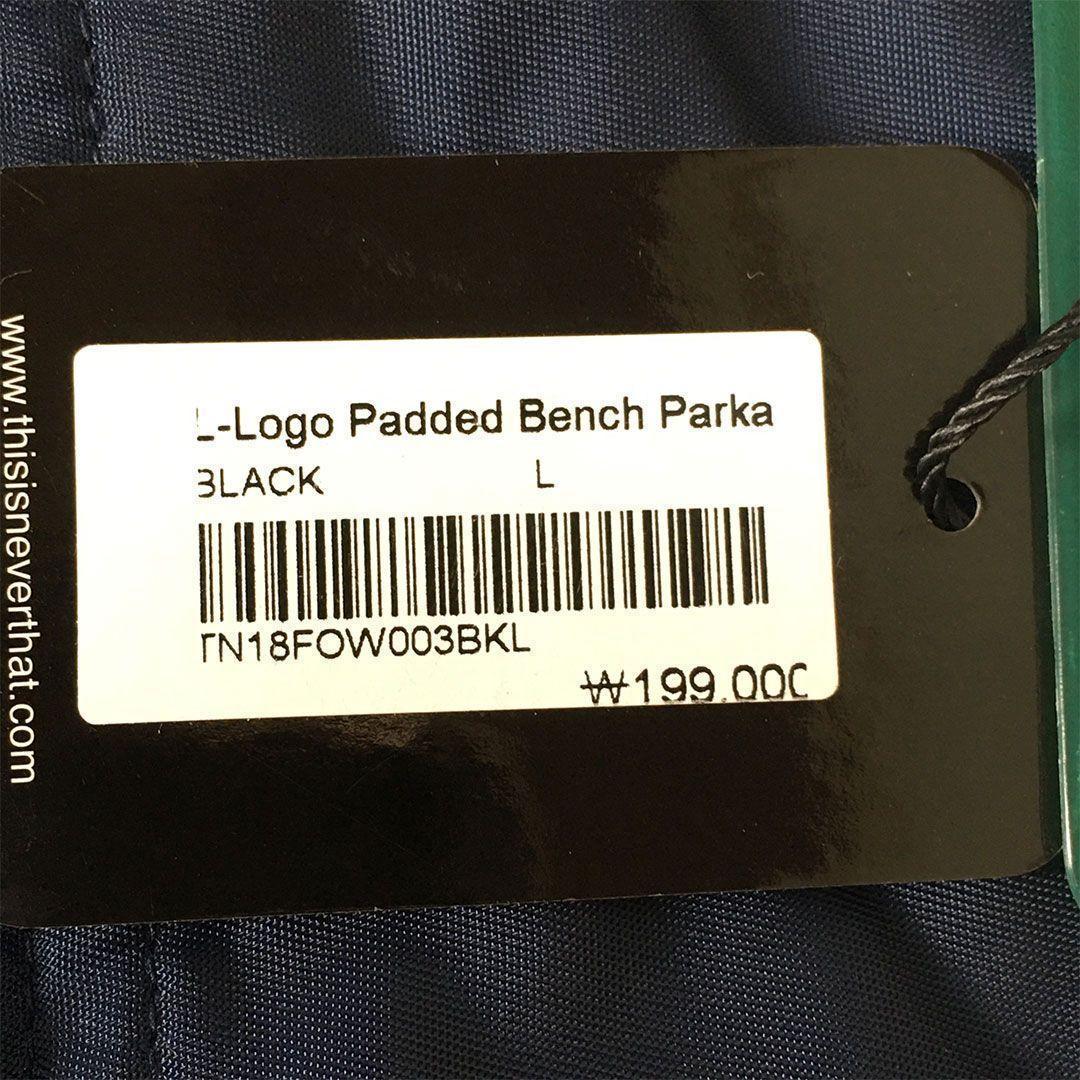 L-Logo Padded Bench Parka
BLACK L
TN18FOW003BKL
₩199,000
www.thisisneverthat.com